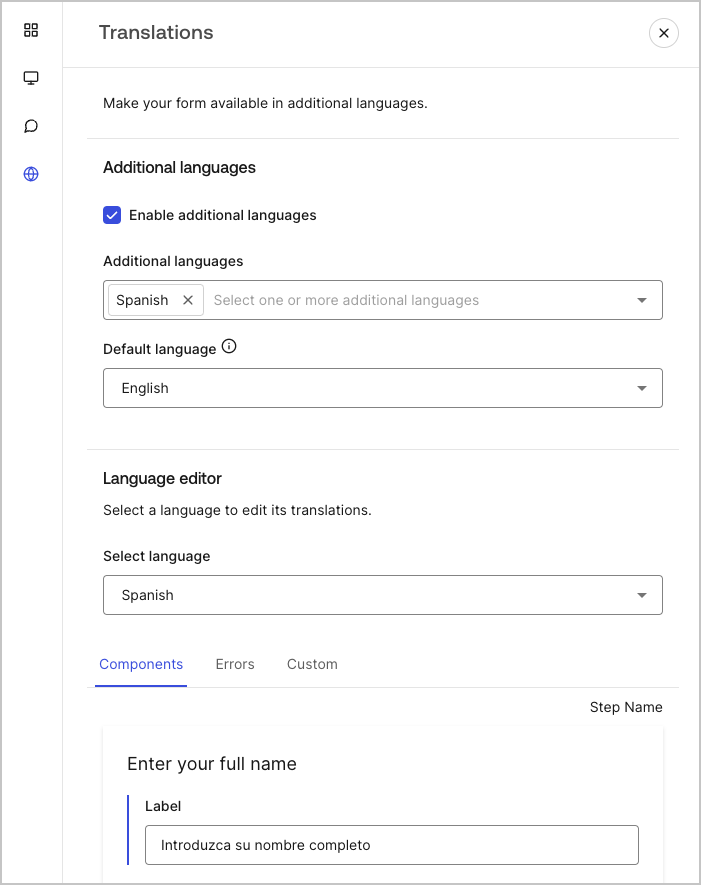 Translations
Make your form available in additional languages.
Additional languages
Enable additional languages
Additional languages
Spanish Select one or more additional languages
Default language
English
Language editor
Select a language to edit its translations.
Select language
Spanish
Components Errors Custom
Step Name
Enter your full name
Label
Introduzca su nombre completo